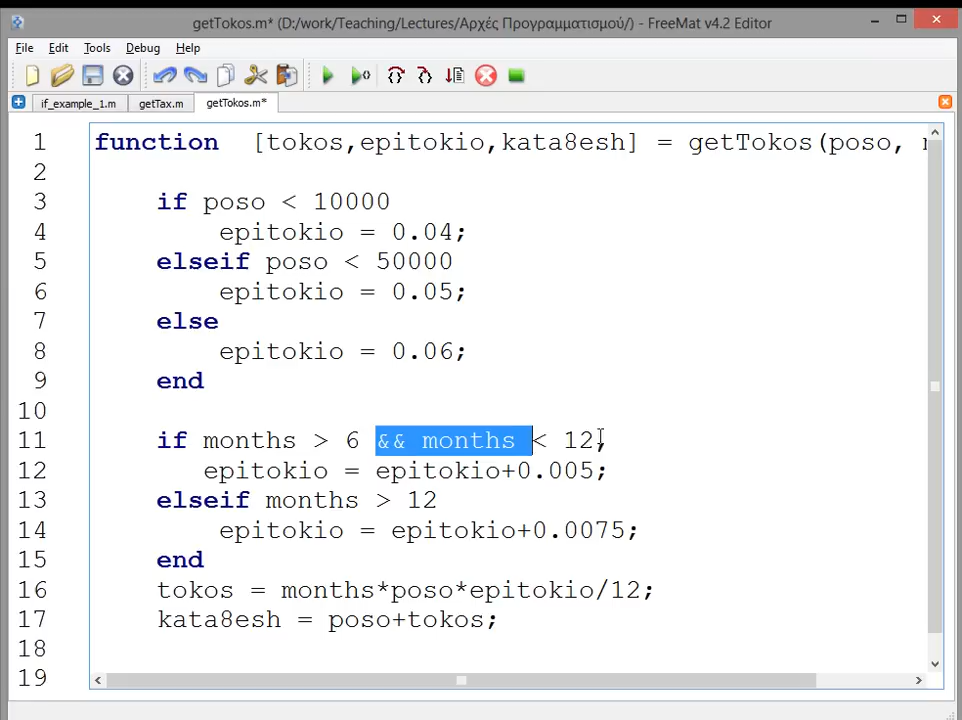 getTokos.m* (D:/work/Teaching/Lectures/Αρχές Προγραμματισμού/) - FreeMat v4.2 Editor
File Edit Tools Debug Help
if_example_1.m getTax.m getTokos.m*
1 function [tokos,epitokio,kata8esh] = getTokos(poso,
2
3 if poso < 10000
4 epitokio = 0.04;
5 elseif poso < 50000
6 epitokio = 0.05;
7 else
8 epitokio = 0.06;
9 end
10
11 if months > 6 && months < 12,
12 epitokio = epitokio+0.005;
13 elseif months > 12
14 epitokio = epitokio+0.0075;
15 end
16 tokos = months*poso*epitokio/12;
17 kata8esh = poso+tokos;
18
19